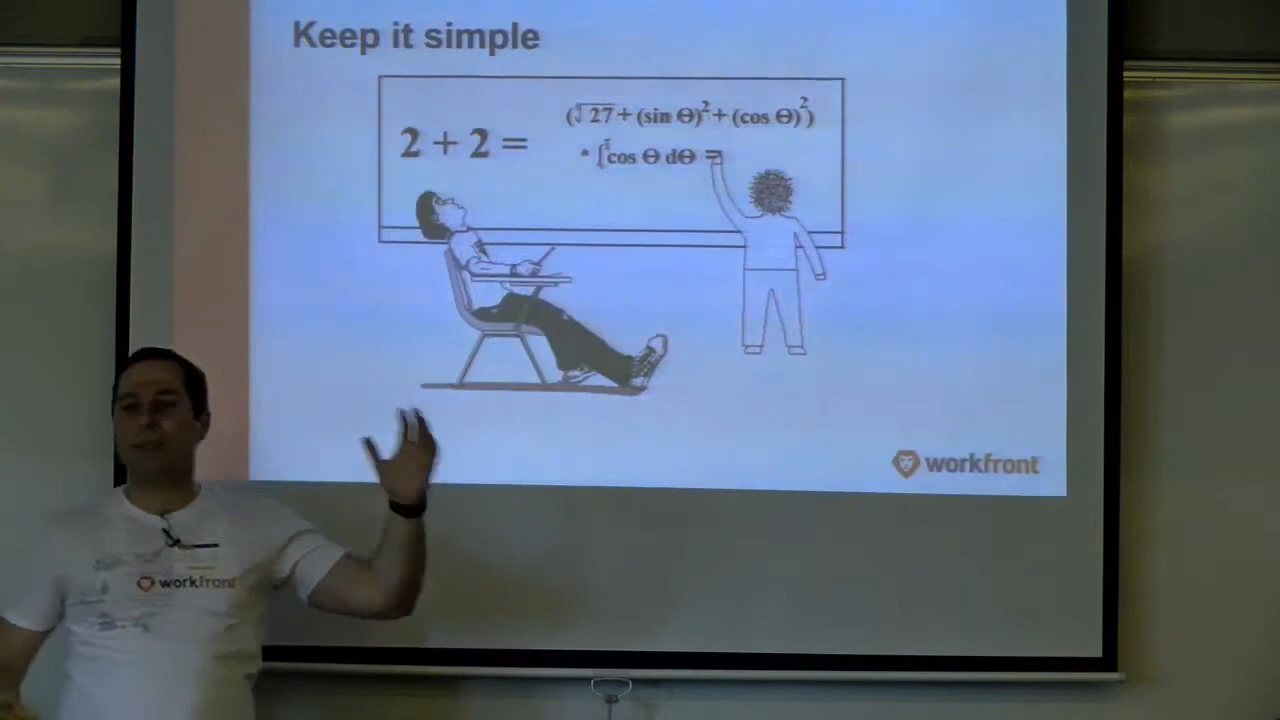 Keep it simple
2 + 2 =
(∛27 + (sin Θ)² + (cos Θ)²)
cos Θ dΘ =
workfront
workfront